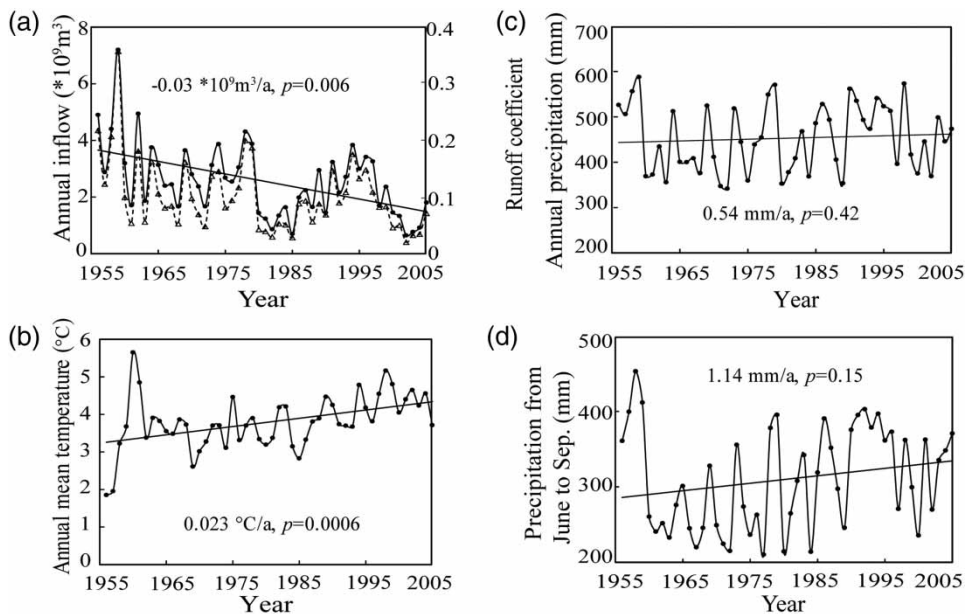 (a)
8
6
4
2
0
Annual inflow (*10⁹m³)
-0.03 *10⁹m³/a, p=0.006
0.4
0.3
0.2
0.1
0.0
Runoff coefficient
1955 1965 1975 1985 1995 2005
Year
(b)
6
5
4
3
2
1
0
Annual mean temperature (°C)
0.023 °C/a, p=0.0006
1955 1965 1975 1985 1995 2005
Year
(c)
700
600
500
400
300
200
Annual precipitation (mm)
0.54 mm/a, p=0.42
1955 1965 1975 1985 1995 2005
Year
(d)
500
400
300
200
Precipitation from
June to Sep. (mm)
1.14 mm/a, p=0.15
1955 1965 1975 1985 1995 2005
Year